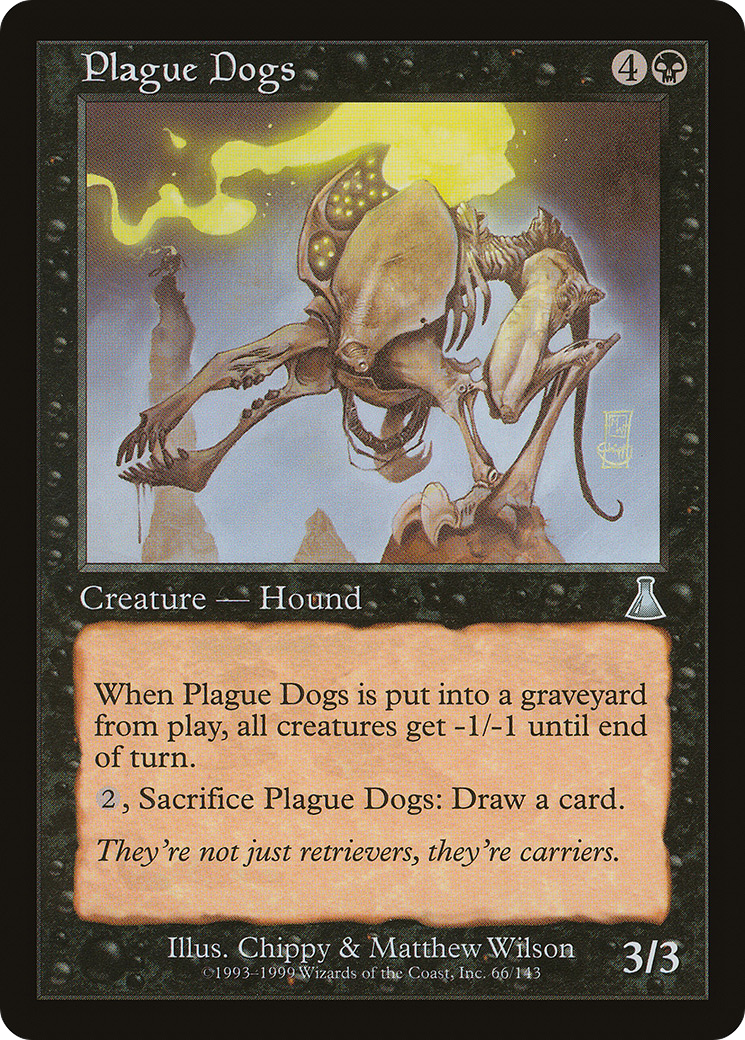 Plague Dogs 4
Creature — Hound
When Plague Dogs is put into a graveyard
from play, all creatures get -1/-1 until end
of turn.
2, Sacrifice Plague Dogs: Draw a card.
They're not just retrievers, they're carriers.
Illus. Chippy & Matthew Wilson
©1993–1999 Wizards of the Coast, Inc. 66/143
3/3